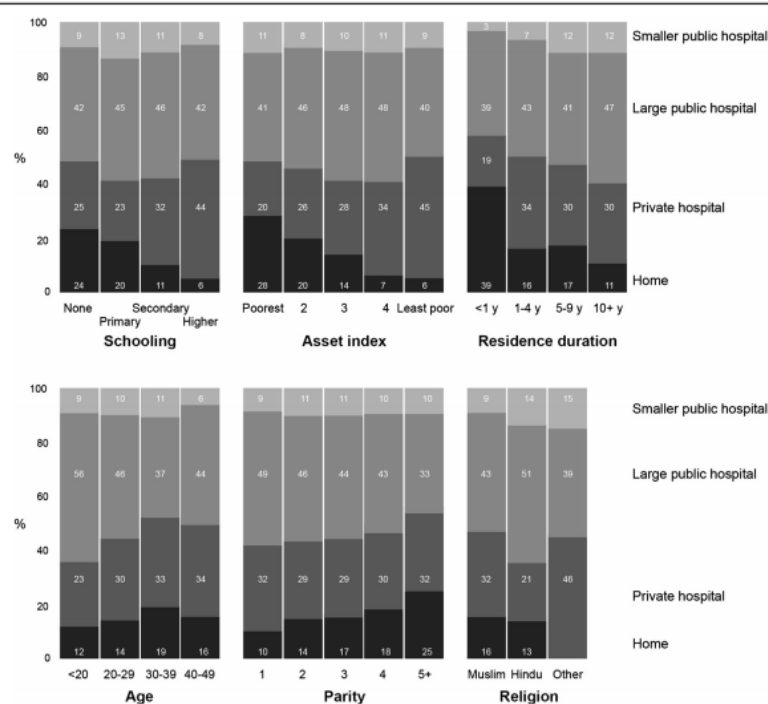 100
80
60
40
20
0
%
9 13 11 8
42 45 46 42
25 23 32 44
24 20 11 6
None Primary Secondary Higher
Schooling
11 8 10 11 9
41 46 48 48 40
20 26 28 34 45
28 20 14 7 6
Poorest 2 3 4 Least poor
Asset index
3 7 12 12
39 43 41 47
19 34 30 30
39 16 17 11
<1 y 1-4 y 5-9 y 10+ y
Residence duration
Smaller public hospital
Large public hospital
Private hospital
Home
100
80
60
40
20
0
%
9 10 11 6
56 46 37 44
23 30 33 34
12 14 19 16
<20 20-29 30-39 40-49
Age
9 11 11 10 10
49 46 44 43 33
32 29 29 30 32
10 14 17 18 25
1 2 3 4 5+
Parity
9 14 15
43 51 39
32 21 46
16 13
Muslim Hindu Other
Religion
Smaller public hospital
Large public hospital
Private hospital
Home